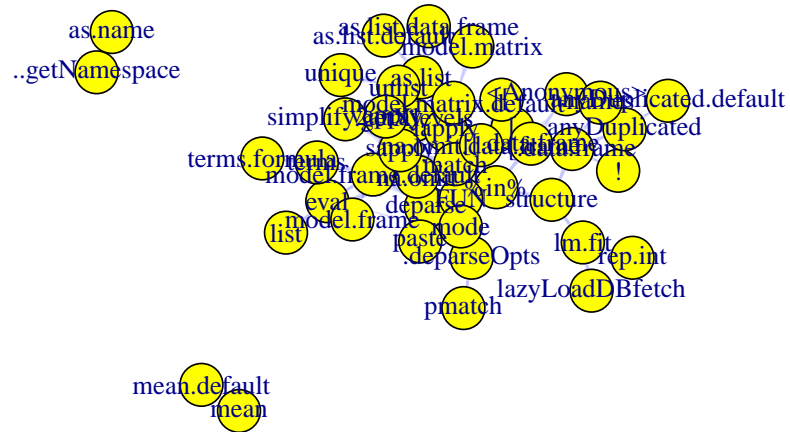 as.name
..getNamespace
as.list.data.frame
as.list.default
model.matrix
unique
as.list
unlist
<Anonymous>
anyDuplicated.default
model.matrix.default
anyDuplicated
simplify2array
sapply
lapply
match
!
terms.formula
terms
model.frame.default
%in%
FUN
structure
eval
deparse
list
model.frame
mode
paste
lm.fit
.deparseOpts
rep.int
lazyLoadDBfetch
pmatch
mean.default
mean